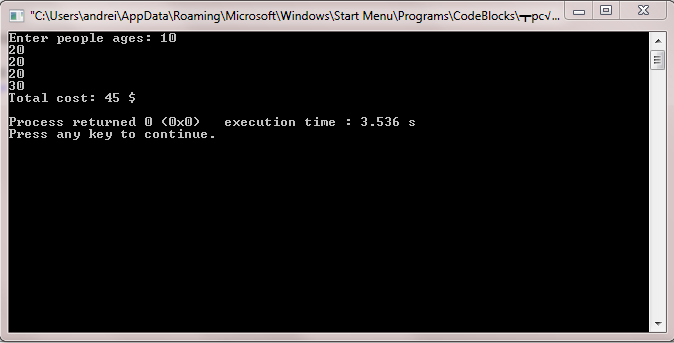 "C:\Users\andrei\AppData\Roaming\Microsoft\Windows\Start Menu\Programs\CodeBlocks\┬╤pc√...
Enter people ages: 10
20
20
20
30
Total cost: 45 $
Process returned 0 (0x0)   execution time : 3.536 s
Press any key to continue.